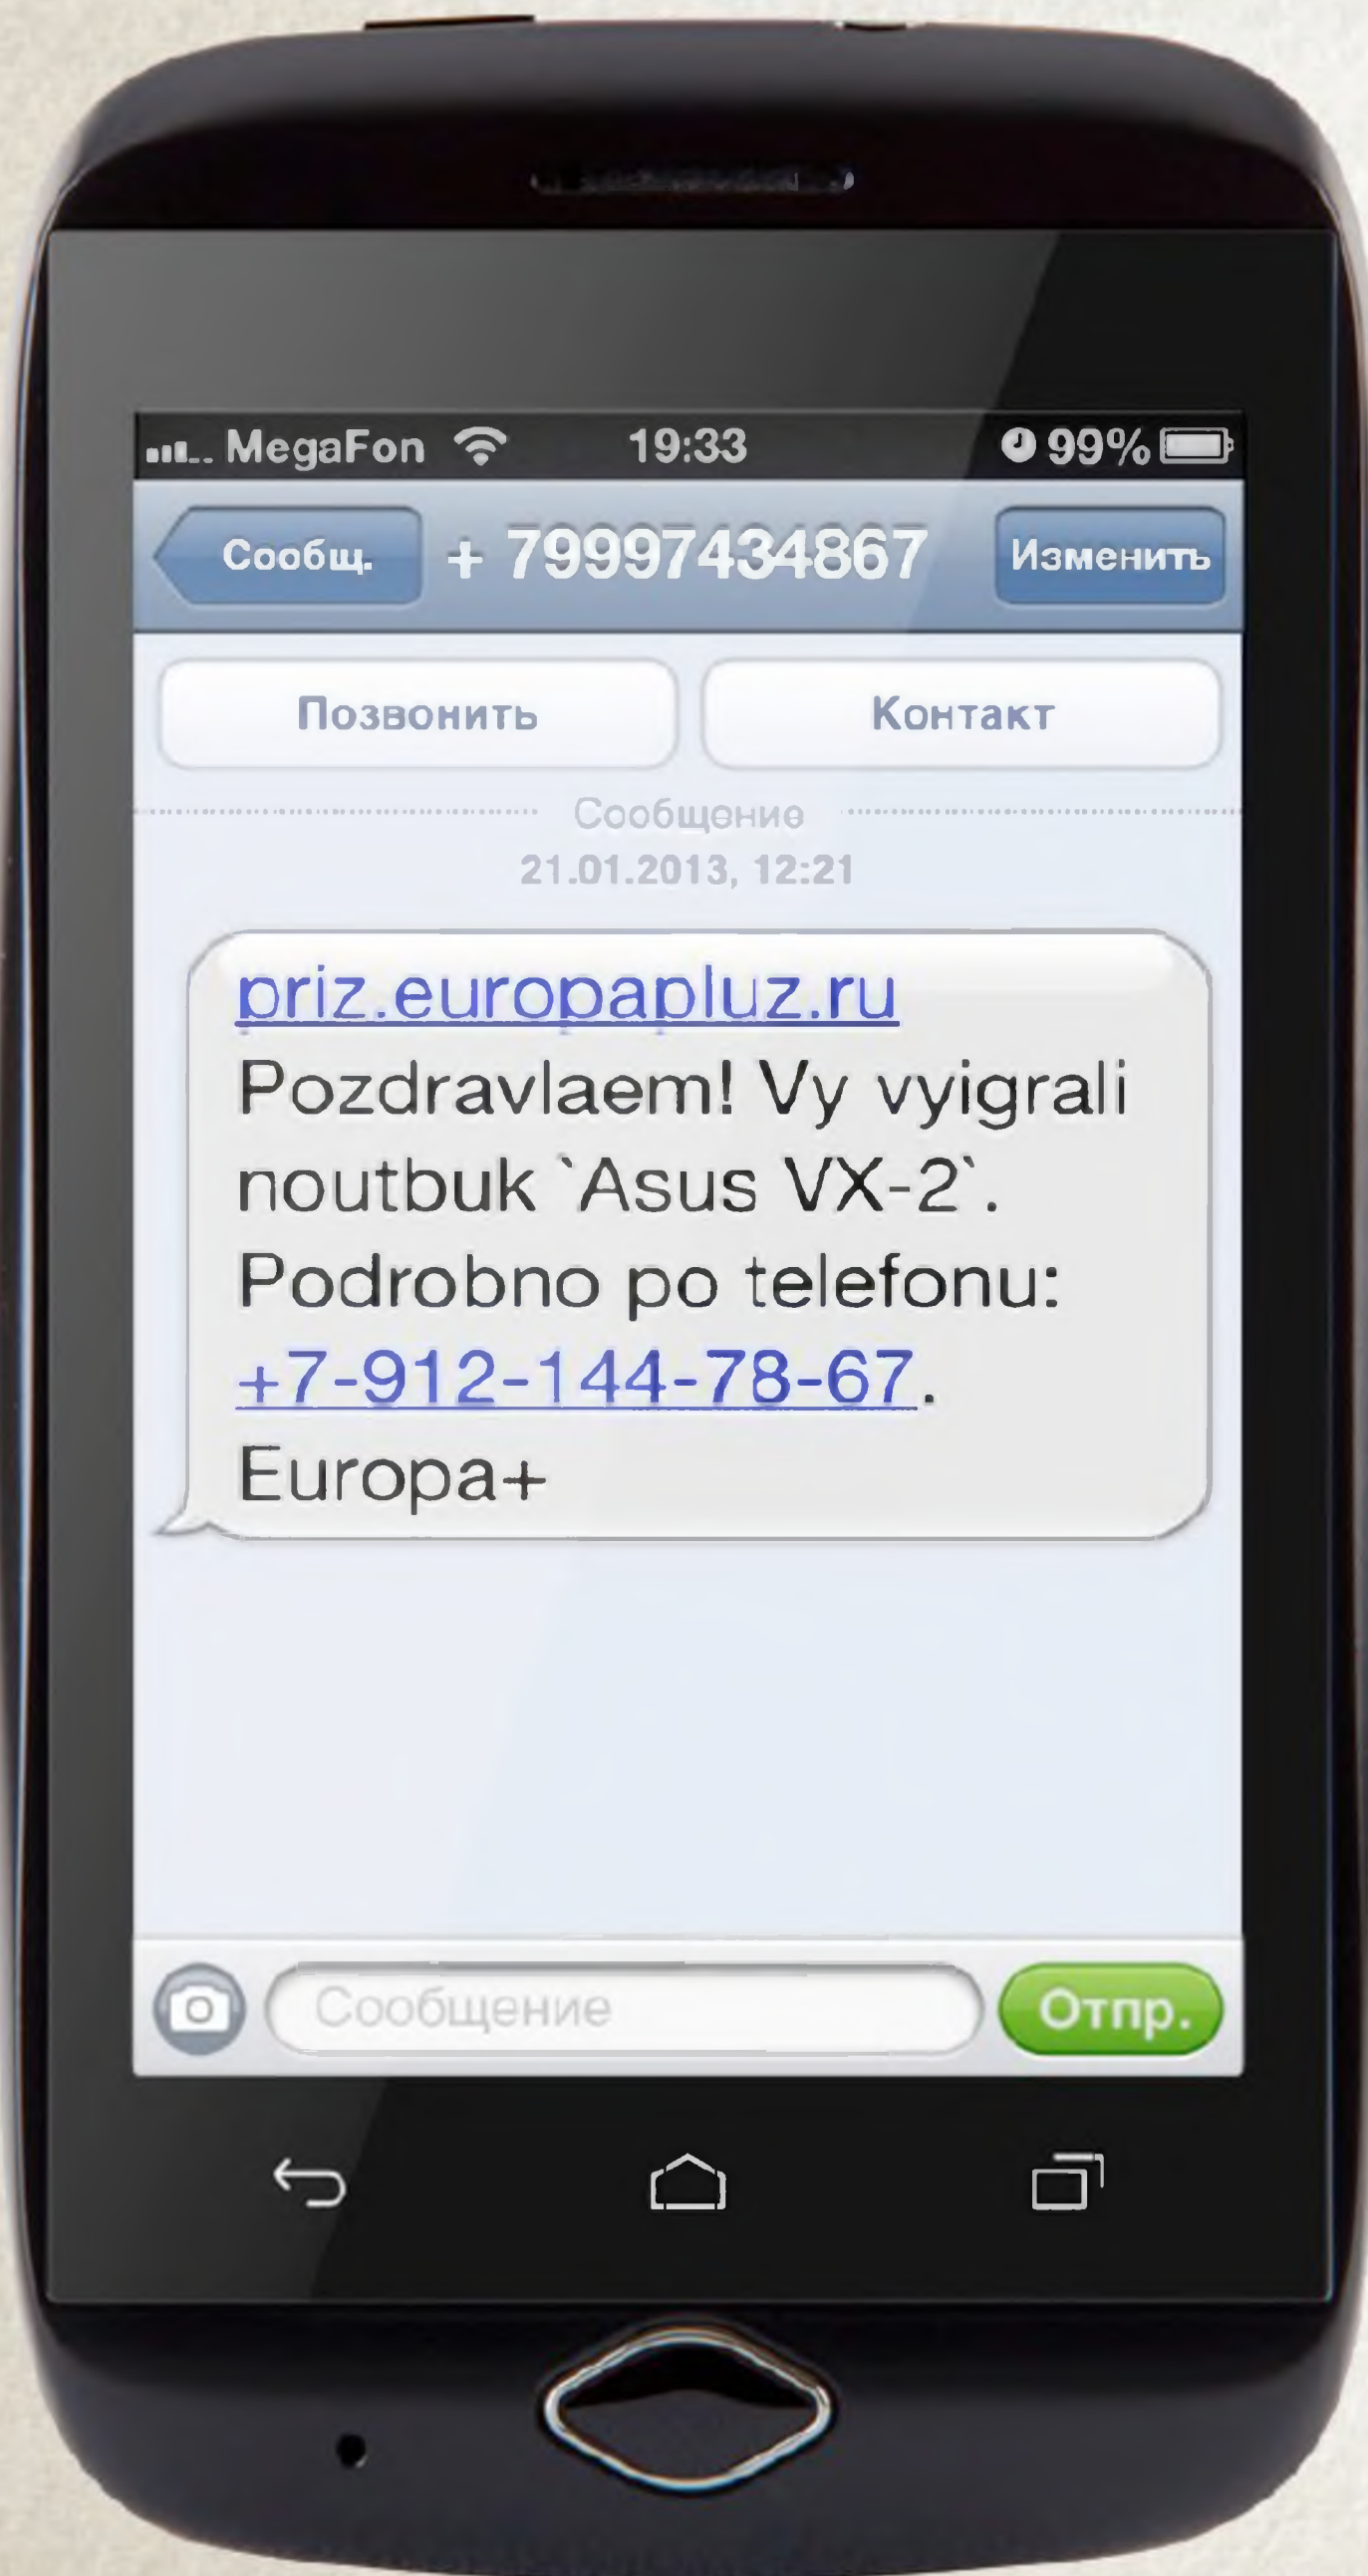 MegaFon 19:33 99%
Сообщ. + 79997434867 Изменить
Позвонить Контакт
Сообщение
21.01.2013, 12:21
priz.europapluz.ru
Pozdravlaem! Vy vyigrali
noutbuk `Asus VX-2`.
Podrobno po telefonu:
+7-912-144-78-67.
Europa+
Сообщение Отпр.